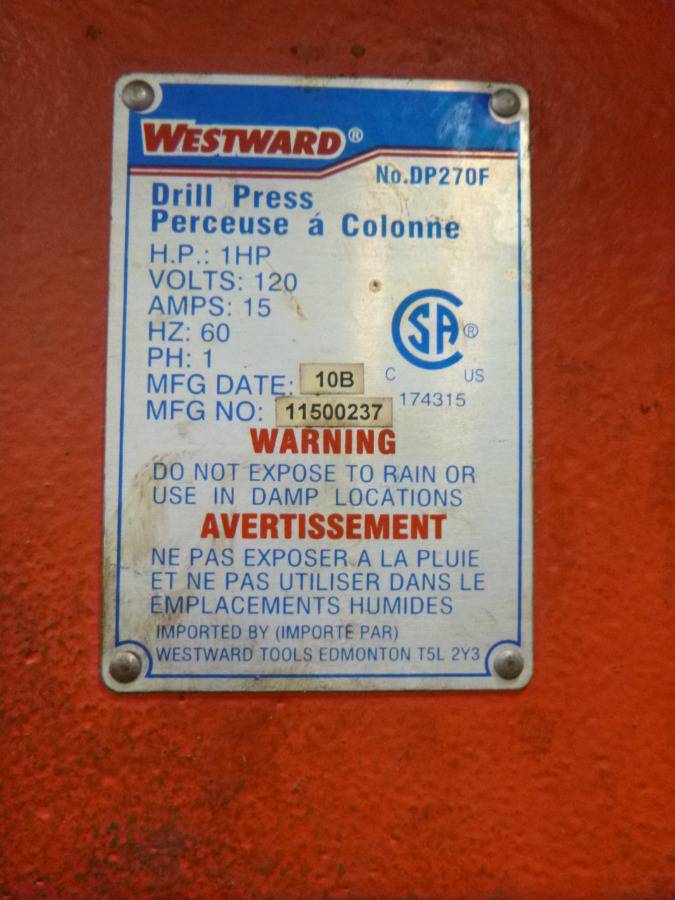 WESTWARD®
No.DP270F
Drill Press
Perceuse á Colonne
H.P.: 1HP
VOLTS: 120
AMPS: 15
HZ: 60
PH: 1
MFG DATE: 10B
MFG NO: 11500237
SA ®
C US
174315
WARNING
DO NOT EXPOSE TO RAIN OR
USE IN DAMP LOCATIONS
AVERTISSEMENT
NE PAS EXPOSER A LA PLUIE
ET NE PAS UTILISER DANS LE
EMPLACEMENTS HUMIDES
IMPORTED BY (IMPORTÉ PAR)
WESTWARD TOOLS EDMONTON T5L 2Y3